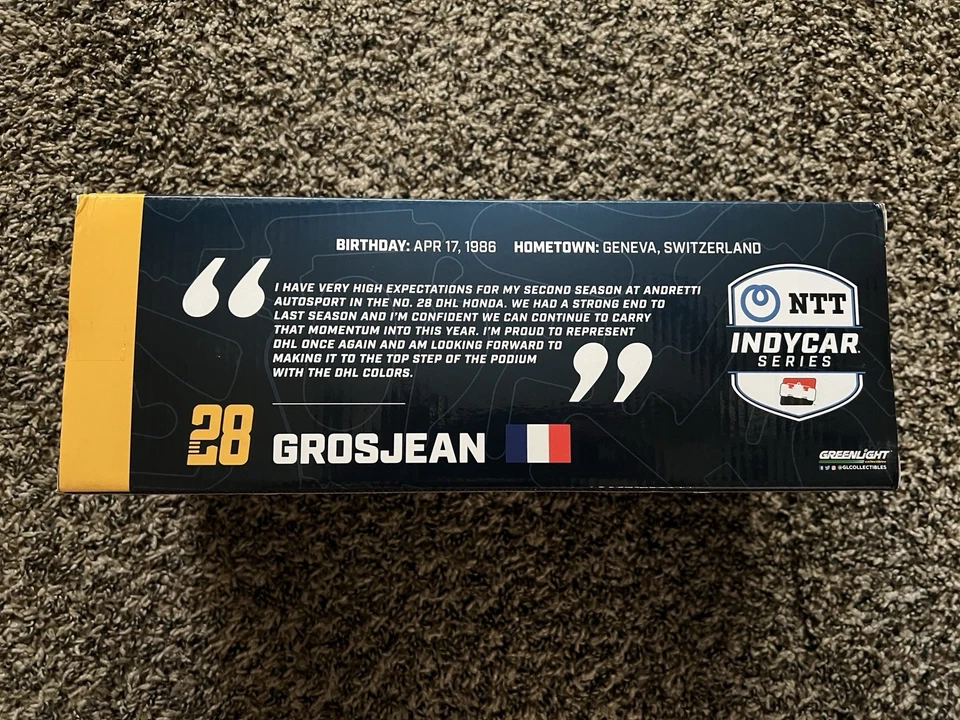 BIRTHDAY: APR 17, 1986 HOMETOWN: GENEVA, SWITZERLAND
“ I HAVE VERY HIGH EXPECTATIONS FOR MY SECOND SEASON AT ANDRETTI
AUTOSPORT IN THE NO. 28 DHL HONDA. WE HAD A STRONG END TO
LAST SEASON AND I'M CONFIDENT WE CAN CONTINUE TO CARRY
THAT MOMENTUM INTO THIS YEAR. I'M PROUD TO REPRESENT
DHL ONCE AGAIN AND AM LOOKING FORWARD TO
MAKING IT TO THE TOP STEP OF THE PODIUM
WITH THE DHL COLORS. ”
28 GROSJEAN
NTT
INDYCAR
SERIES
GREENLIGHT
@GLCOLLECTIBLES